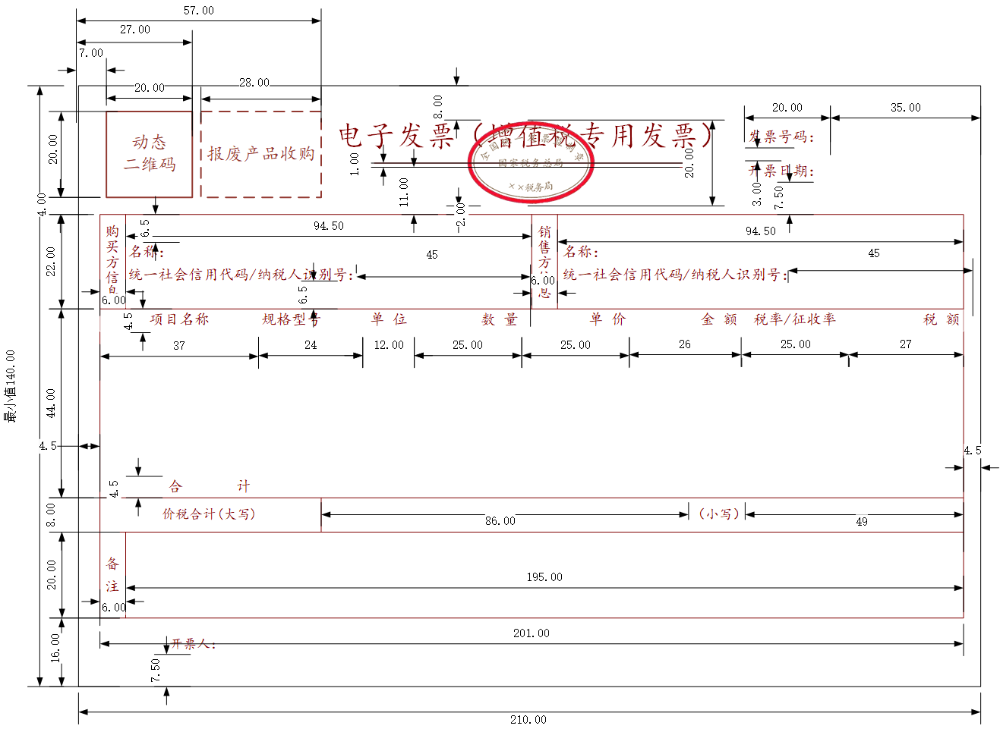 57.00
27.00
7.00
20.00
28.00
8.00
20.00
35.00
动态
二维码
报废产品收购
电子发票（增值税专用发票）
全国统一发票监制章
国家税务总局
××税务局
发票号码：
开票日期：
20.00
1.00
11.00
2.00
20.00
3.00
7.50
4.00
购买方信息
6.5
94.50
名称：
45
统一社会信用代码/纳税人识别号：
6.00
6.5
销售方信息
94.50
名称：
45
统一社会信用代码/纳税人识别号：
6.00
22.00
4.5
项目名称 规格型号 单 位 数 量 单 价 金 额 税率/征收率 税 额
37 24 12.00 25.00 25.00 26 25.00 27
最小值140.00
44.00
4.5
4.5
4.5
合 计
8.00
价税合计(大写)
86.00
（小写）
49
20.00
备
注
195.00
6.00
16.00
201.00
开票人：
7.50
210.00